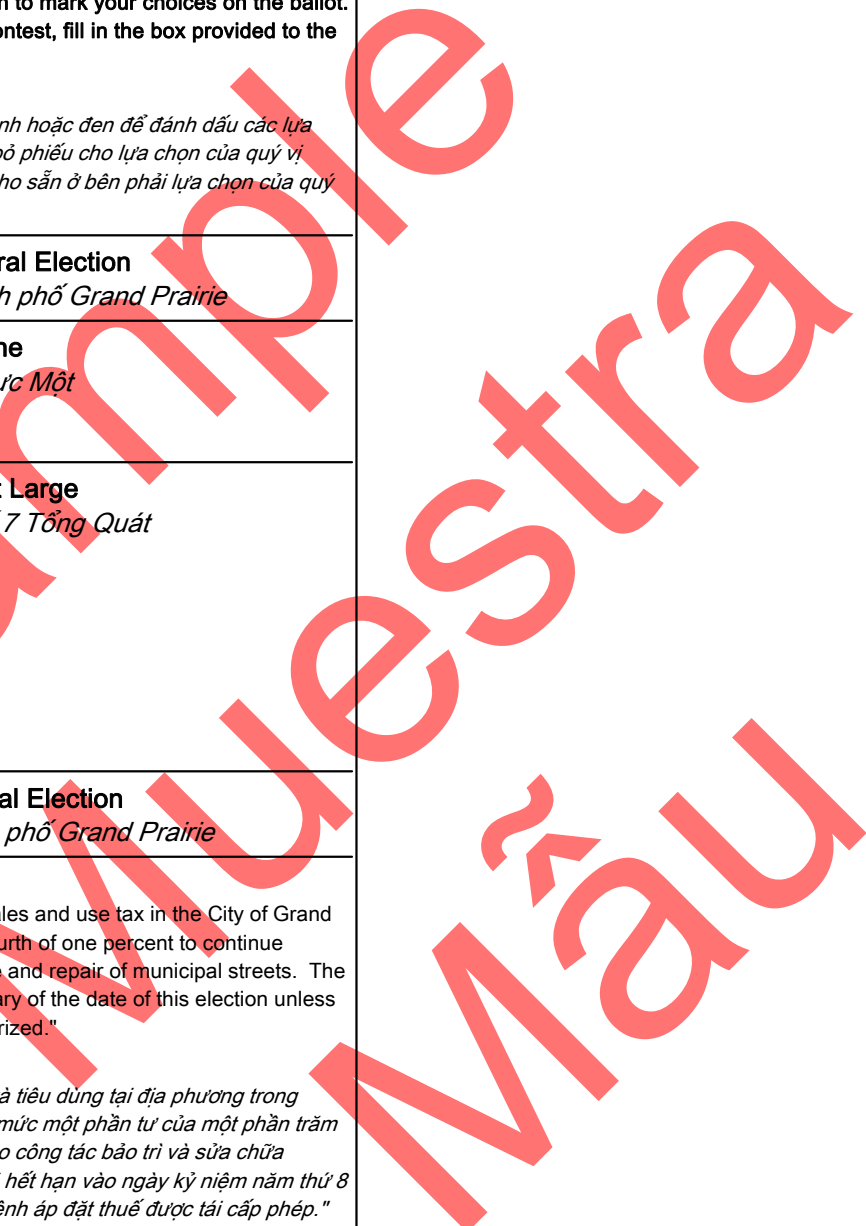 n to mark your choices on the ballot.
ontest, fill in the box provided to the
nh hoặc đen để đánh dấu các lựa
bỏ phiếu cho lựa chọn của quý vị
ho sẵn ở bên phải lựa chọn của quý
ral Election
h phố Grand Prairie
ne
ực Một
t Large
7 Tổng Quát
al Election
phố Grand Prairie
ales and use tax in the City of Grand
urth of one percent to continue
e and repair of municipal streets. The
ary of the date of this election unless
rized."
à tiêu dùng tại địa phương trong
mức một phần tư của một phần trăm
o công tác bảo trì và sửa chữa
hết hạn vào ngày kỷ niệm năm thứ 8
ệnh áp đặt thuế được tái cấp phép."
ample
Muestra
Mẫu